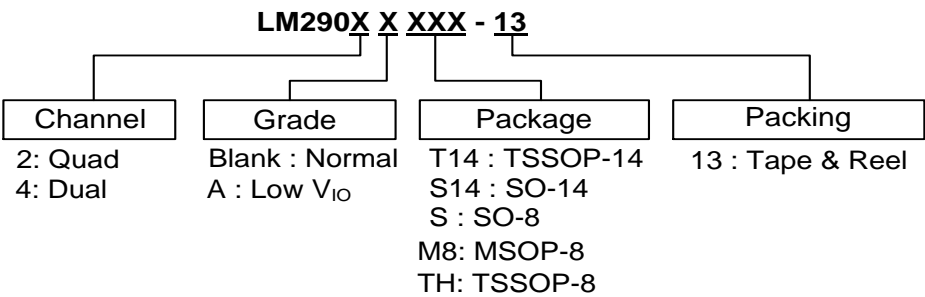 LM290X X XXX - 13
Channel
Grade
Package
Packing
2: Quad
4: Dual
Blank : Normal
A : Low VIO
T14 : TSSOP-14
S14 : SO-14
S : SO-8
M8: MSOP-8
TH: TSSOP-8
13 : Tape & Reel